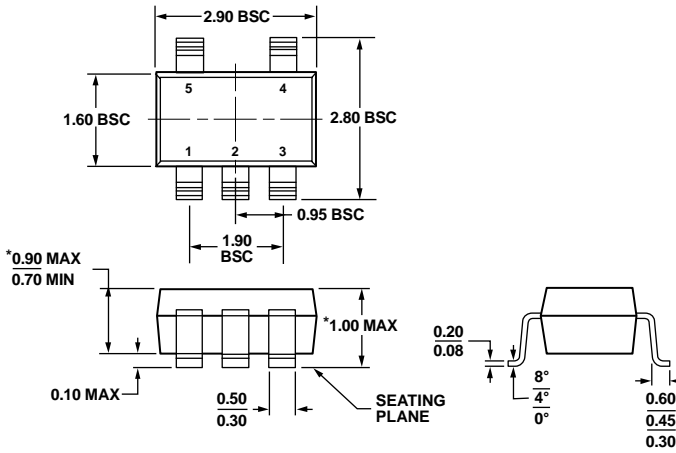 2.90 BSC
5 4
1.60 BSC
2.80 BSC
1 2 3
0.95 BSC
1.90
BSC
*0.90 MAX
0.70 MIN
*1.00 MAX
0.10 MAX
0.50
0.30
SEATING
PLANE
0.20
0.08
8°
4°
0°
0.60
0.45
0.30